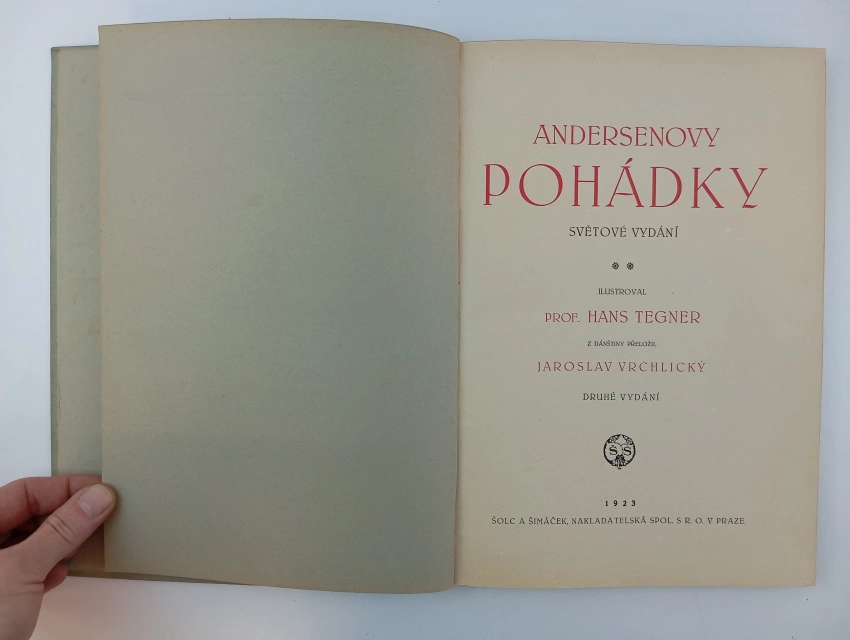 ANDERSENOVY
POHÁDKY
SVĚTOVÉ VYDÁNÍ
ILUSTROVAL
PROF. HANS TEGNER
Z DÁNŠTINY PŘELOŽIL
JAROSLAV VRCHLICKÝ
DRUHÉ VYDÁNÍ
S S
1923
ŠOLC A ŠIMÁČEK, NAKLADATELSKÁ SPOL. S R. O. V PRAZE.